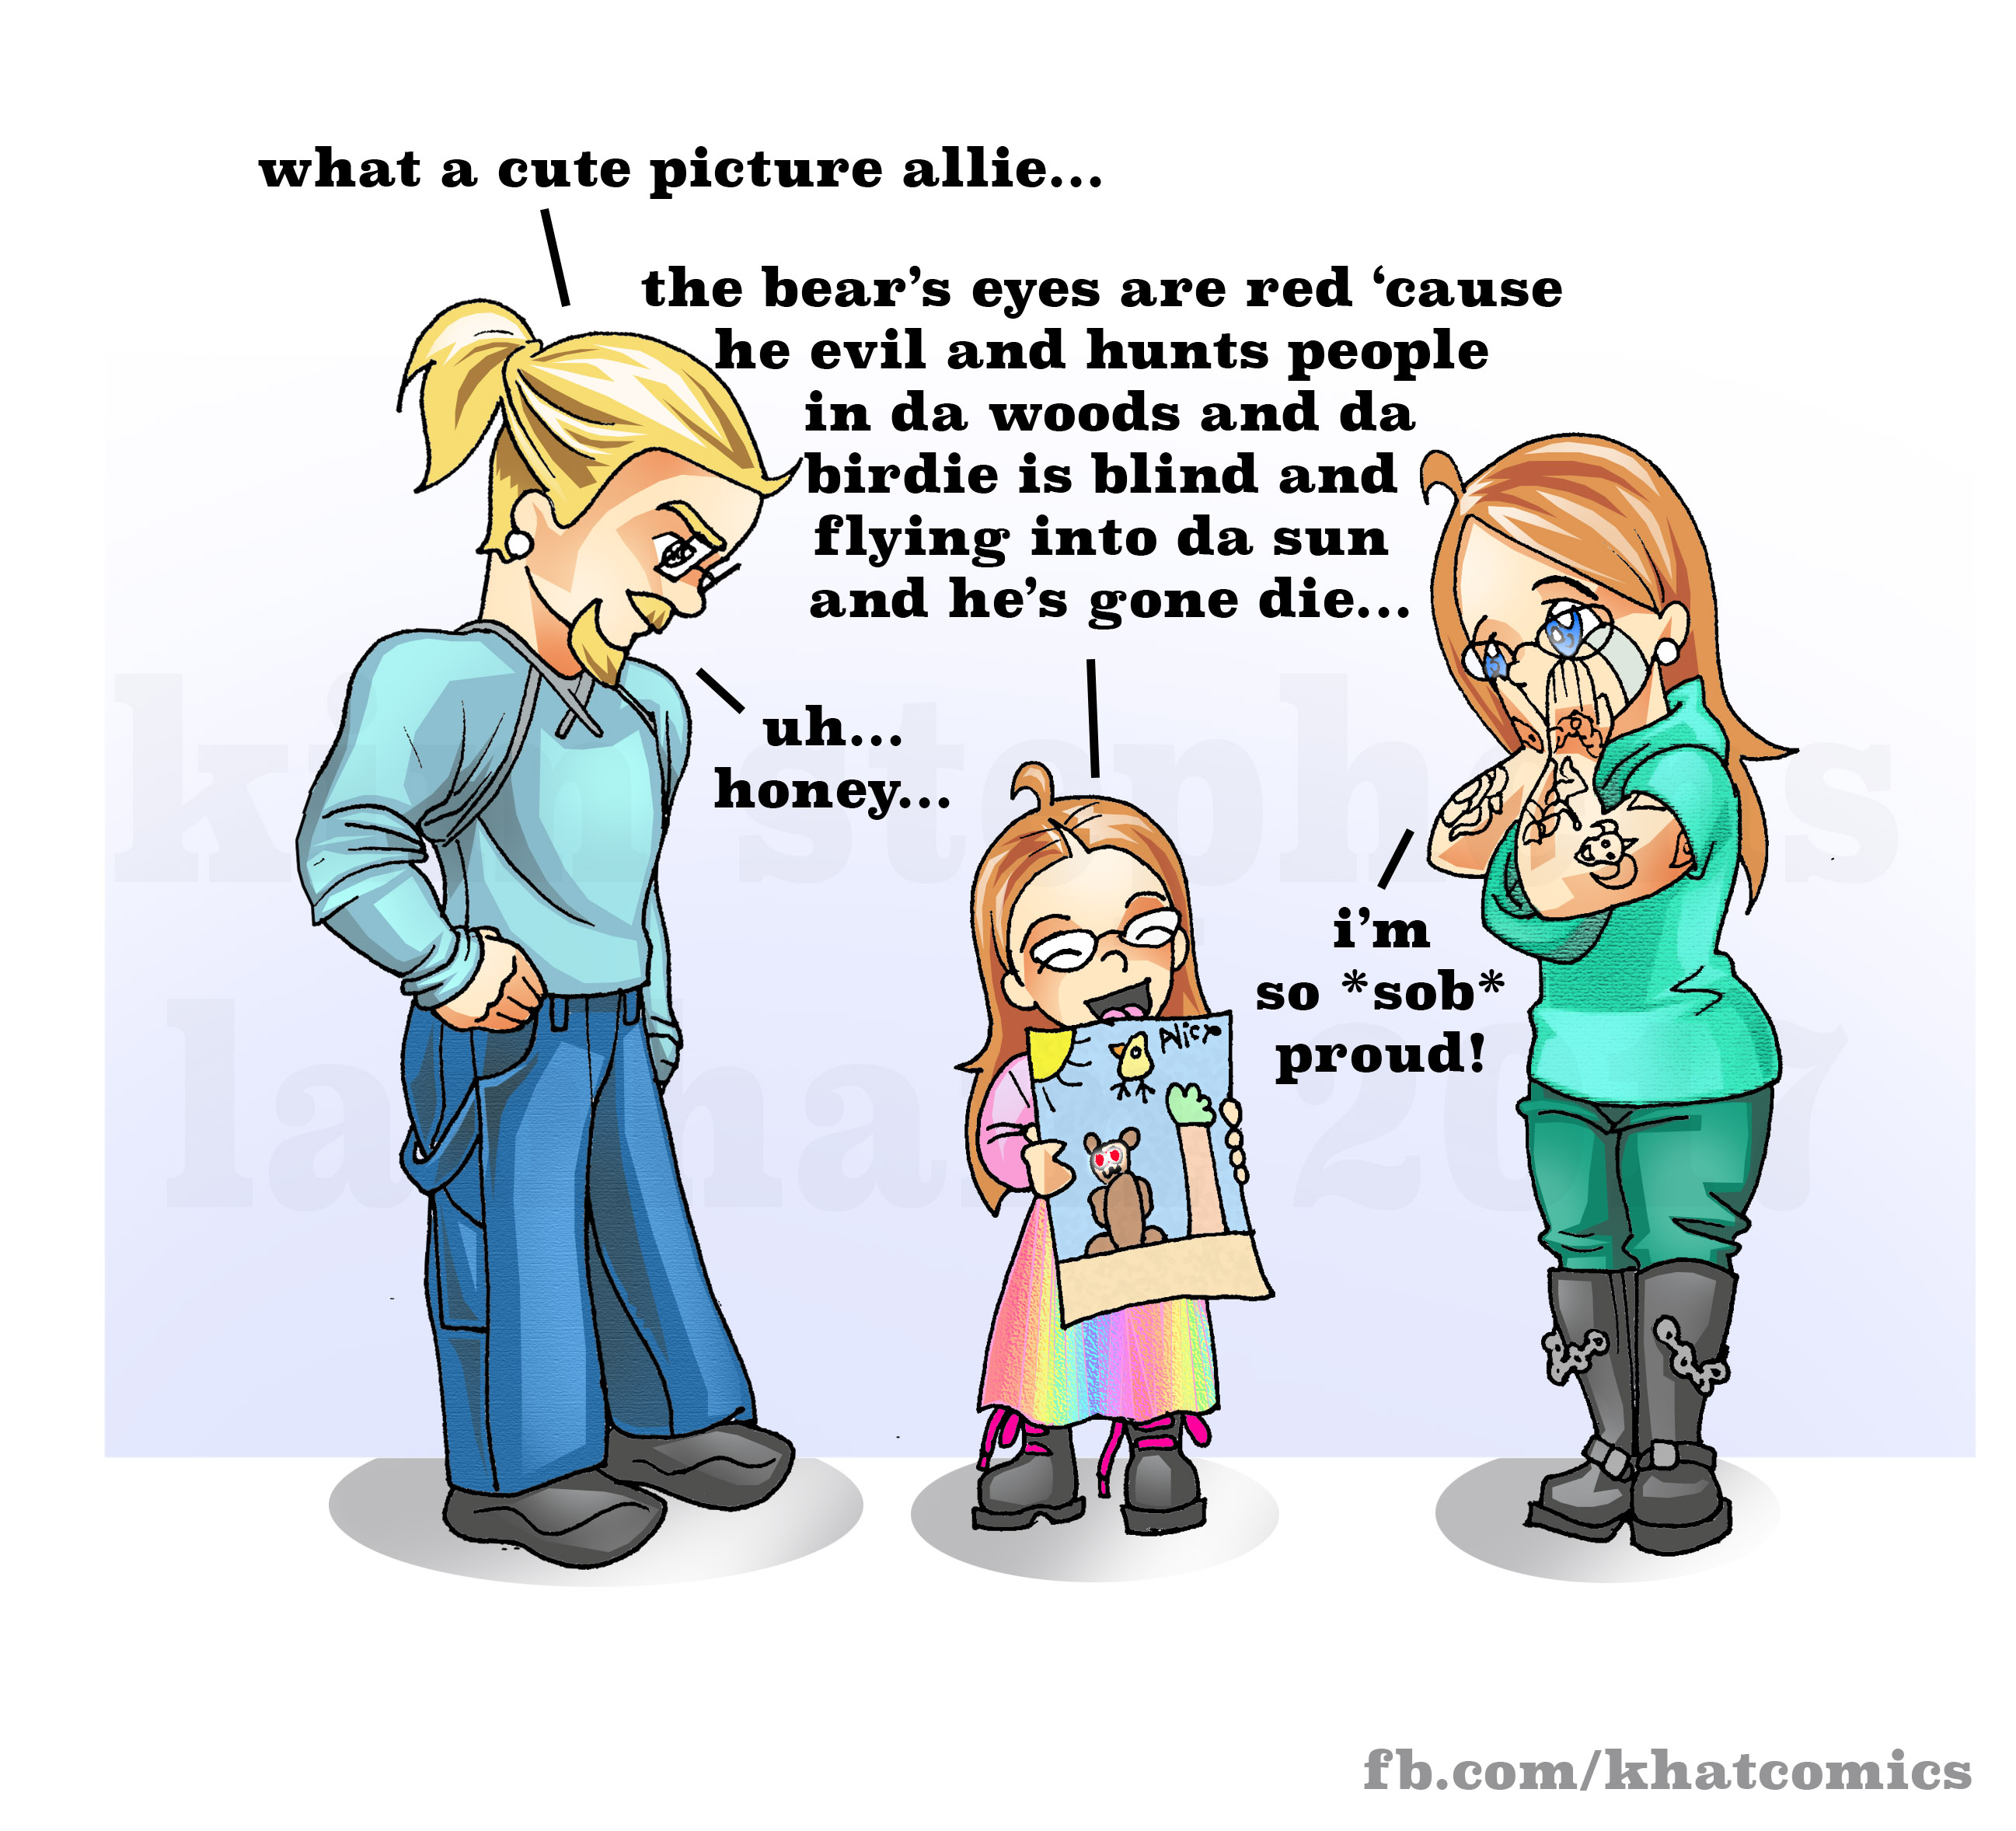 what a cute picture allie...
the bear's eyes are red 'cause
he evil and hunts people
in da woods and da
birdie is blind and
flying into da sun
and he's gone die...
uh...
honey...
i'm
so *sob*
proud!
fb.com/khatcomics